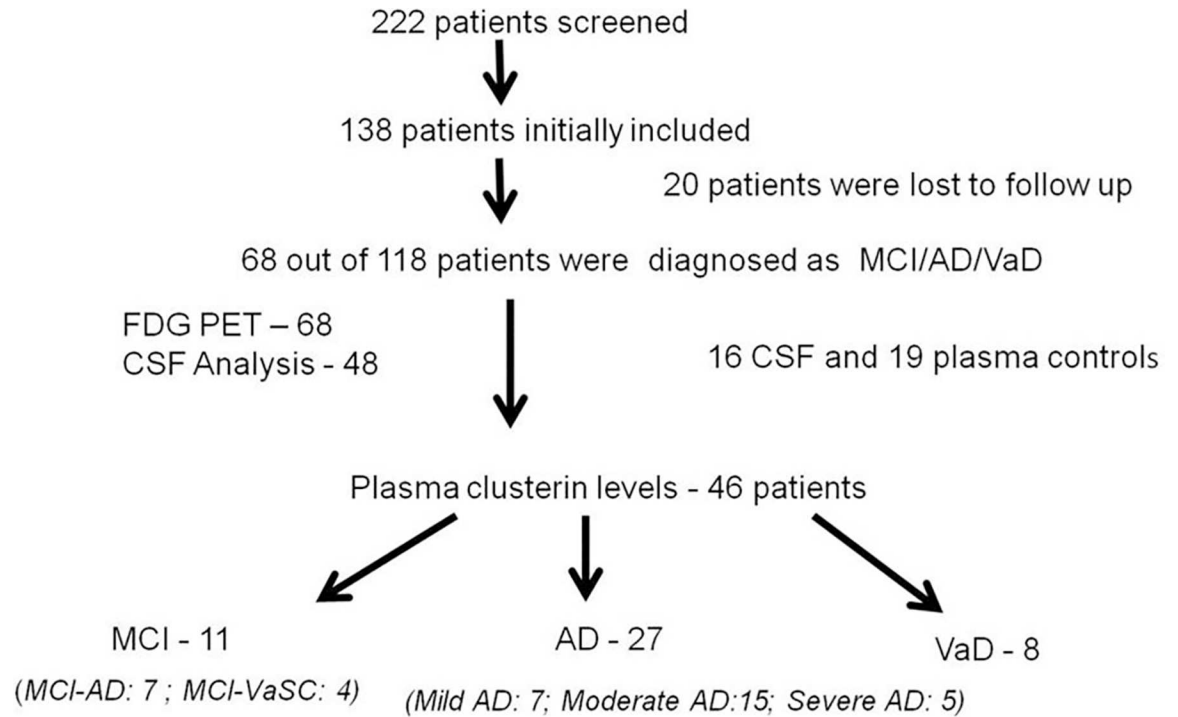 222 patients screened
138 patients initially included
20 patients were lost to follow up
68 out of 118 patients were diagnosed as MCI/AD/VaD
FDG PET – 68
CSF Analysis - 48
16 CSF and 19 plasma controls
Plasma clusterin levels - 46 patients
MCI - 11
(MCI-AD: 7 ; MCI-VaSC: 4)
AD - 27
(Mild AD: 7; Moderate AD:15; Severe AD: 5)
VaD - 8